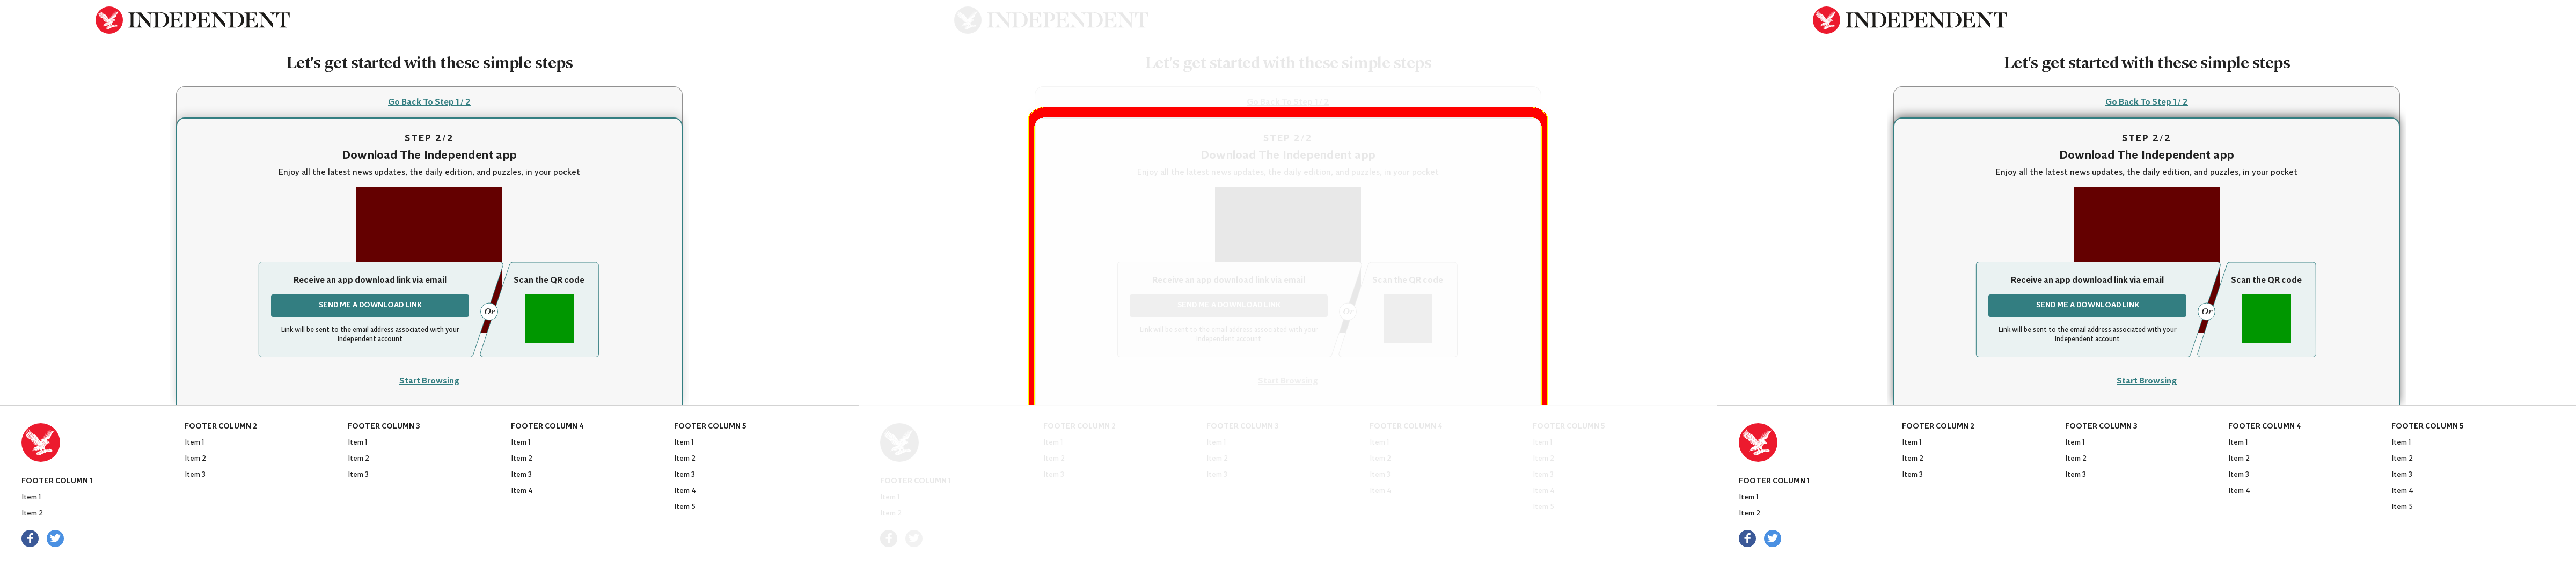 INDEPENDENT
Let's get started with these simple steps
Go Back To Step 1 / 2
STEP 2/2
Download The Independent app
Enjoy all the latest news updates, the daily edition, and puzzles, in your pocket
Receive an app download link via email
SEND ME A DOWNLOAD LINK
Link will be sent to the email address associated with your
Independent account
Or
Scan the QR code
Start Browsing
FOOTER COLUMN 1
Item 1
Item 2
FOOTER COLUMN 2
Item 1
Item 2
Item 3
FOOTER COLUMN 3
Item 1
Item 2
Item 3
FOOTER COLUMN 4
Item 1
Item 2
Item 3
Item 4
FOOTER COLUMN 5
Item 1
Item 2
Item 3
Item 4
Item 5
INDEPENDENT
Let's get started with these simple steps
Go Back To Step 1 / 2
STEP 2/2
Download The Independent app
Enjoy all the latest news updates, the daily edition, and puzzles, in your pocket
Receive an app download link via email
SEND ME A DOWNLOAD LINK
Link will be sent to the email address associated with your
Independent account
Or
Scan the QR code
Start Browsing
FOOTER COLUMN 1
Item 1
Item 2
FOOTER COLUMN 2
Item 1
Item 2
Item 3
FOOTER COLUMN 3
Item 1
Item 2
Item 3
FOOTER COLUMN 4
Item 1
Item 2
Item 3
Item 4
FOOTER COLUMN 5
Item 1
Item 2
Item 3
Item 4
Item 5
INDEPENDENT
Let's get started with these simple steps
Go Back To Step 1 / 2
STEP 2/2
Download The Independent app
Enjoy all the latest news updates, the daily edition, and puzzles, in your pocket
Receive an app download link via email
SEND ME A DOWNLOAD LINK
Link will be sent to the email address associated with your
Independent account
Or
Scan the QR code
Start Browsing
FOOTER COLUMN 1
Item 1
Item 2
FOOTER COLUMN 2
Item 1
Item 2
Item 3
FOOTER COLUMN 3
Item 1
Item 2
Item 3
FOOTER COLUMN 4
Item 1
Item 2
Item 3
Item 4
FOOTER COLUMN 5
Item 1
Item 2
Item 3
Item 4
Item 5